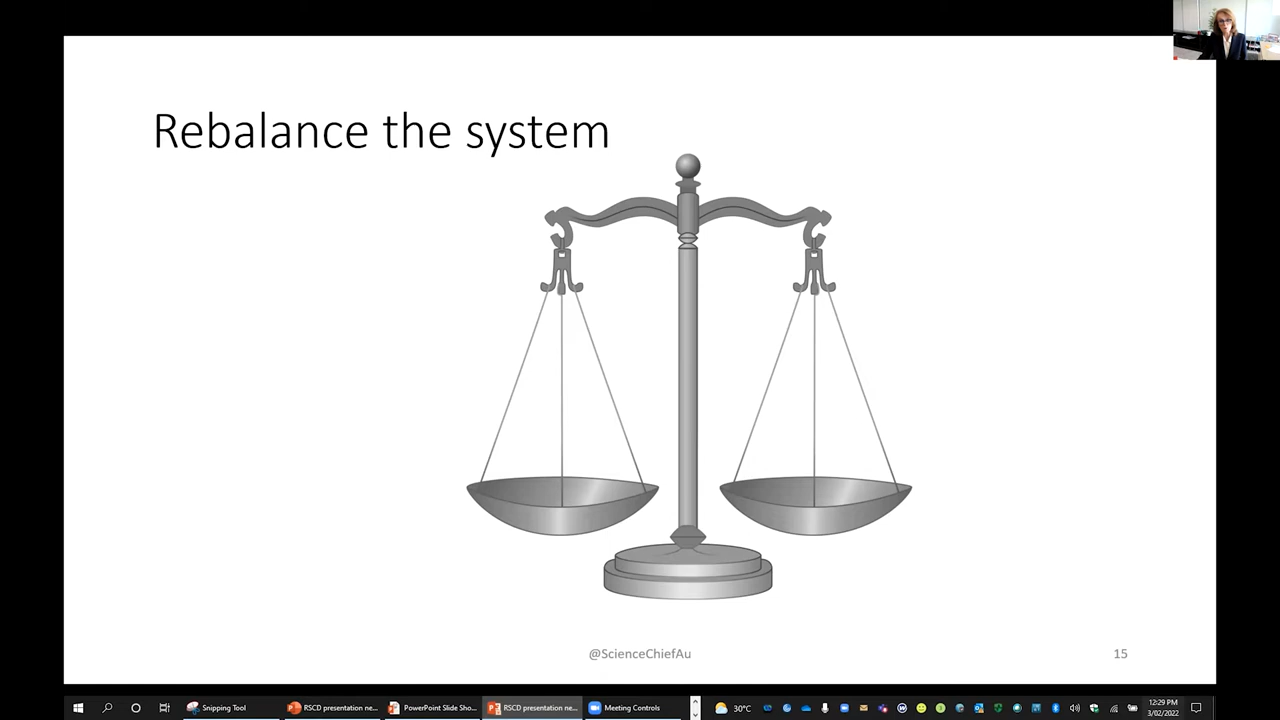 Rebalance the system
@ScienceChiefAu
15
Snipping Tool
RSCD presentation ne...
PowerPoint Slide Sho...
RSCD presentation ne...
Meeting Controls
30°C
12:29 PM
3/02/2022